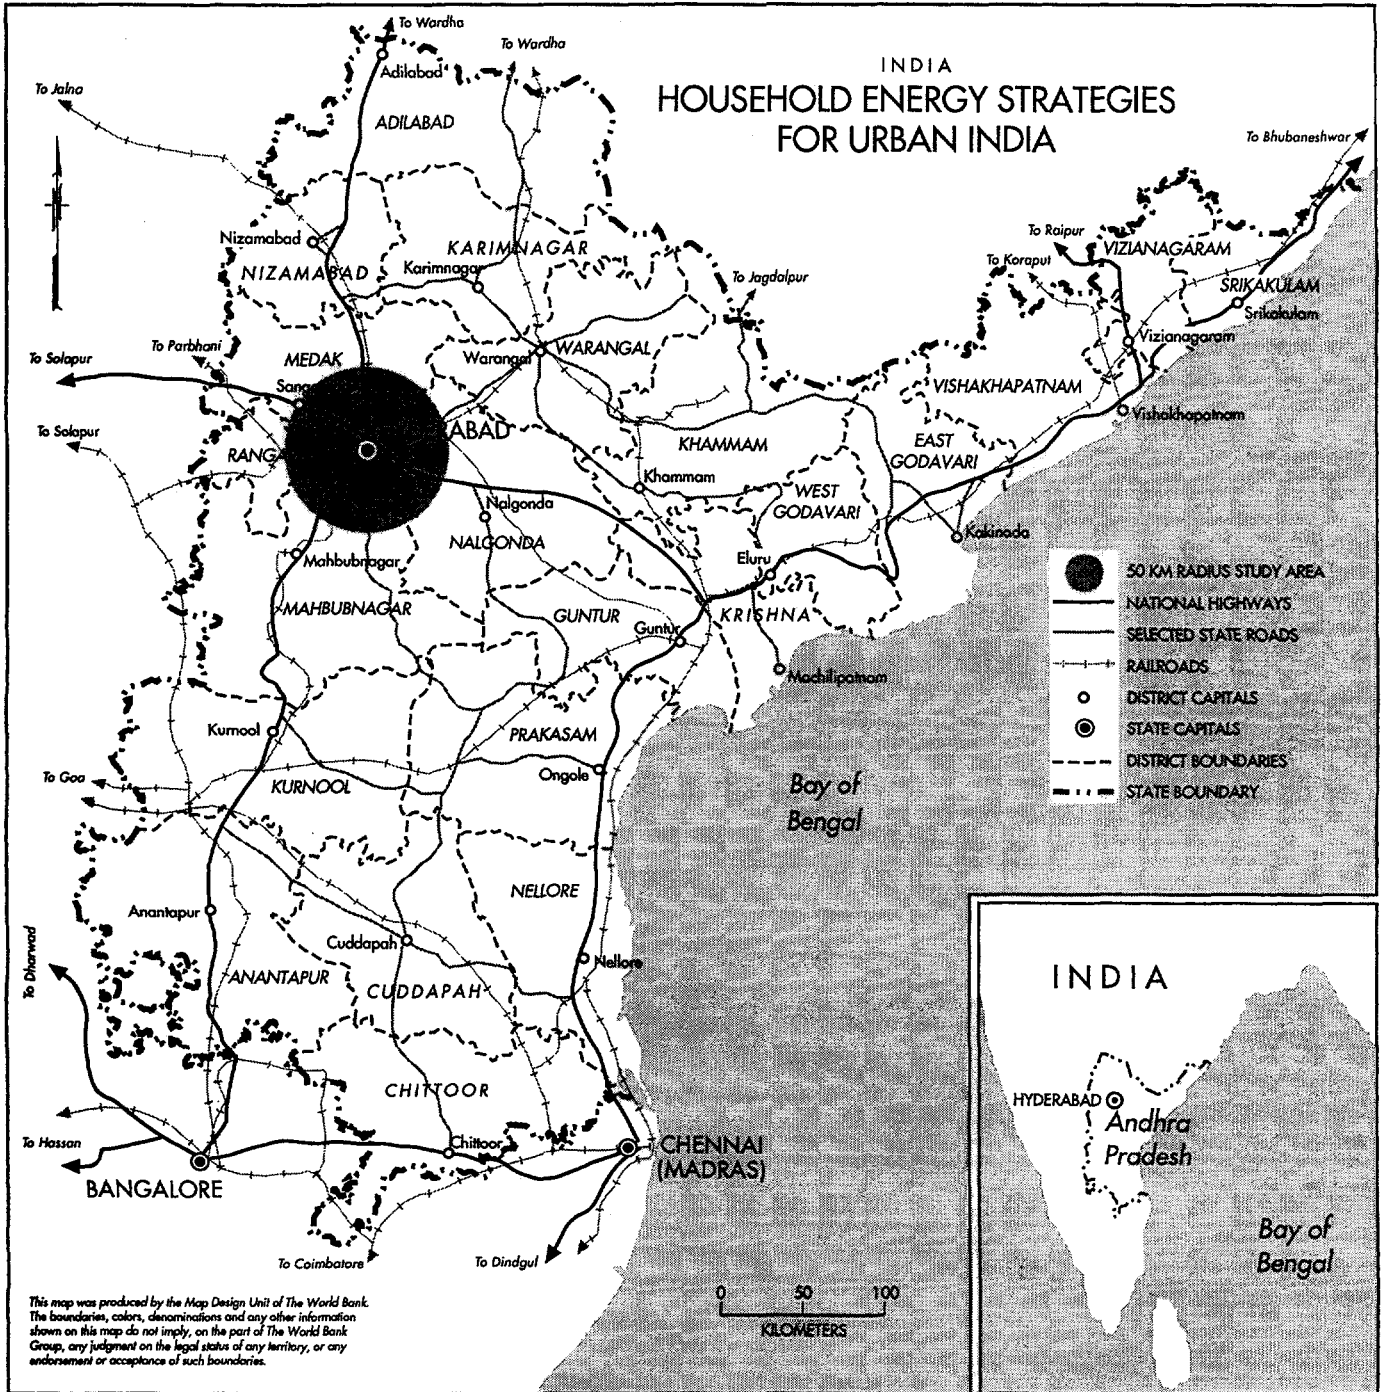 INDIA
HOUSEHOLD ENERGY STRATEGIES
FOR URBAN INDIA
To Wardha
To Wardha
Adilabad
To Jalna
ADILABAD
To Bhubaneshwar
Nizamabad
KARIMNAGAR
To Raipur
VIZIANAGARAM
NIZAMABAD
Karimnagar
To Koraput
To Jagdalpur
SRIKAKULAM
Srikakulam
To Parbhani
To Solapur
MEDAK
Warangal
WARANGAL
Vizianagaram
Sanga
VISHAKHAPATNAM
Vishakhapatnam
To Solapur
ABAD
RANGA
KHAMMAM
EAST
GODAVARI
Khammam
WEST
GODAVARI
Nalgonda
NALGONDA
Kakinada
Mahbubnagar
Eluru
MAHBUBNAGAR
GUNTUR
KRISHNA
Guntur
Machilipatnam
50 KM RADIUS STUDY AREA
NATIONAL HIGHWAYS
SELECTED STATE ROADS
RAILROADS
DISTRICT CAPITALS
STATE CAPITALS
DISTRICT BOUNDARIES
STATE BOUNDARY
Kurnool
PRAKASAM
Ongole
To Goa
KURNOOL
Bay of
Bengal
NELLORE
Anantapur
Cuddapah
Nellore
To Dharwad
ANANTAPUR
CUDDAPAH
CHITTOOR
To Hassan
Chittoor
CHENNAI
(MADRAS)
BANGALORE
To Coimbatore
To Dindgul
0 50 100
KILOMETERS
INDIA
HYDERABAD
Andhra
Pradesh
Bay of
Bengal
This map was produced by the Map Design Unit of The World Bank.
The boundaries, colors, denominations and any other information
shown on this map do not imply, on the part of The World Bank
Group, any judgment on the legal status of any territory, or any
endorsement or acceptance of such boundaries.